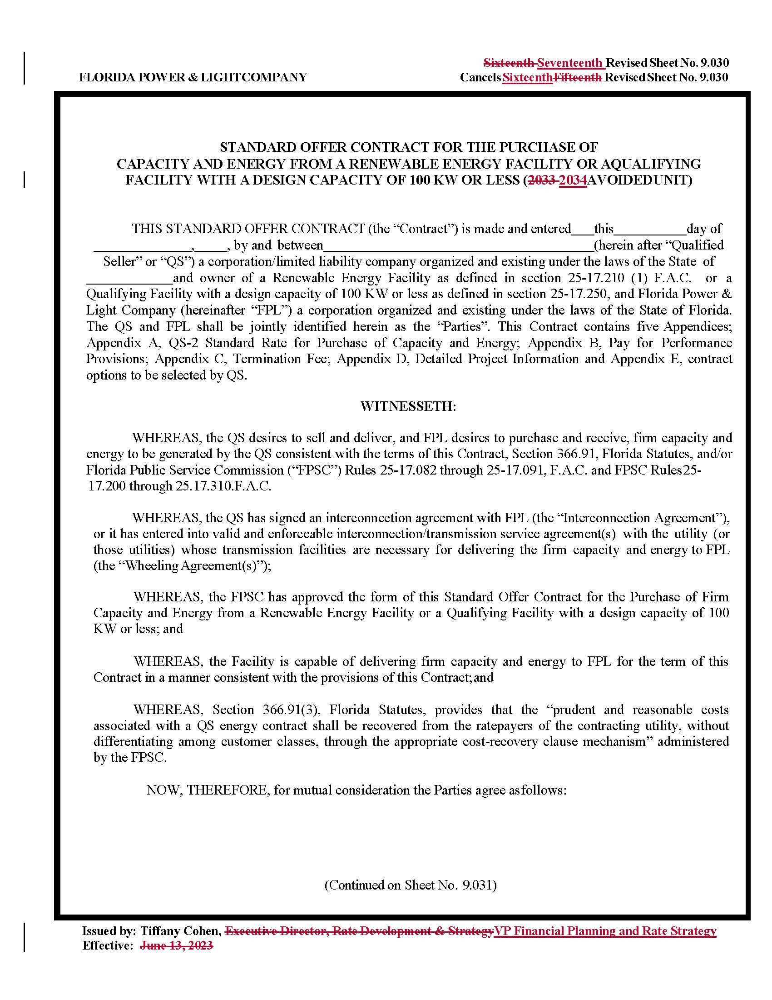 Sixteenth Seventeenth Revised Sheet No. 9.030
FLORIDA POWER & LIGHT COMPANY Cancels SixteenthFifteenth Revised Sheet No. 9.030
STANDARD OFFER CONTRACT FOR THE PURCHASE OF
CAPACITY AND ENERGY FROM A RENEWABLE ENERGY FACILITY OR AQUALIFYING
FACILITY WITH A DESIGN CAPACITY OF 100 KW OR LESS (2033 2034AVOIDEDUNIT)
THIS STANDARD OFFER CONTRACT (the “Contract”) is made and entered___this__________day of
______________,_____, by and between________________________________________(herein after “Qualified
Seller” or “QS”) a corporation/limited liability company organized and existing under the laws of the State of
____________and owner of a Renewable Energy Facility as defined in section 25-17.210 (1) F.A.C. or a
Qualifying Facility with a design capacity of 100 KW or less as defined in section 25-17.250, and Florida Power &
Light Company (hereinafter “FPL”) a corporation organized and existing under the laws of the State of Florida.
The QS and FPL shall be jointly identified herein as the “Parties”. This Contract contains five Appendices;
Appendix A, QS-2 Standard Rate for Purchase of Capacity and Energy; Appendix B, Pay for Performance
Provisions; Appendix C, Termination Fee; Appendix D, Detailed Project Information and Appendix E, contract
options to be selected by QS.
WITNESSETH:
WHEREAS, the QS desires to sell and deliver, and FPL desires to purchase and receive, firm capacity and
energy to be generated by the QS consistent with the terms of this Contract, Section 366.91, Florida Statutes, and/or
Florida Public Service Commission (“FPSC”) Rules 25-17.082 through 25-17.091, F.A.C. and FPSC Rules25-
17.200 through 25.17.310.F.A.C.
WHEREAS, the QS has signed an interconnection agreement with FPL (the “Interconnection Agreement”),
or it has entered into valid and enforceable interconnection/transmission service agreement(s) with the utility (or
those utilities) whose transmission facilities are necessary for delivering the firm capacity and energy to FPL
(the “Wheeling Agreement(s)”);
WHEREAS, the FPSC has approved the form of this Standard Offer Contract for the Purchase of Firm
Capacity and Energy from a Renewable Energy Facility or a Qualifying Facility with a design capacity of 100
KW or less; and
WHEREAS, the Facility is capable of delivering firm capacity and energy to FPL for the term of this
Contract in a manner consistent with the provisions of this Contract;and
WHEREAS, Section 366.91(3), Florida Statutes, provides that the “prudent and reasonable costs
associated with a QS energy contract shall be recovered from the ratepayers of the contracting utility, without
differentiating among customer classes, through the appropriate cost-recovery clause mechanism” administered
by the FPSC.
NOW, THEREFORE, for mutual consideration the Parties agree asfollows:
(Continued on Sheet No. 9.031)
Issued by: Tiffany Cohen, Executive Director, Rate Development & StrategyVP Financial Planning and Rate Strategy
Effective: June 13, 2023